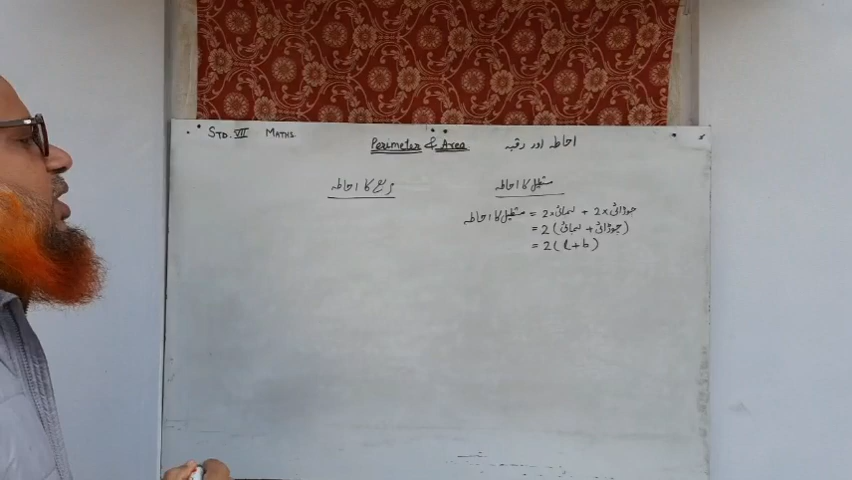 STD. VII MATHS
Perimeter & Area احاطہ اور رقبہ
مستطیل کا احاطہ
مستطیل کا احاطہ = 2 x لمبائی + 2 x چوڑائی
= 2 (لمبائی + چوڑائی)
= 2 ( l + b )
مربع کا احاطہ